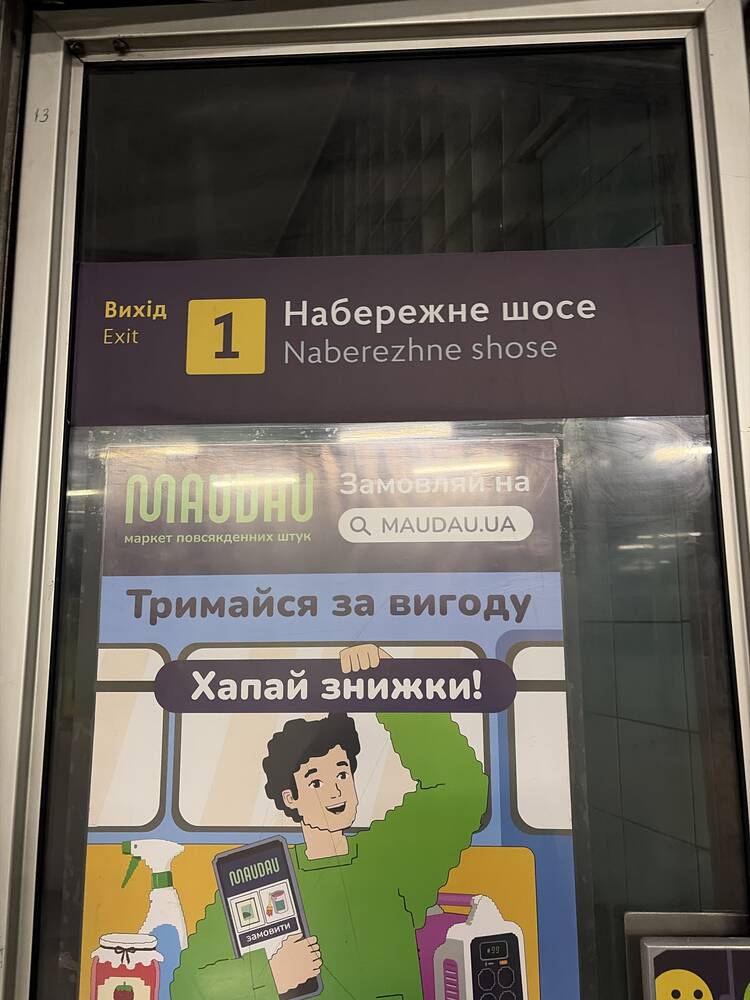 13
Вихід
Exit
1
Набережне шосе
Naberezhne shose
MAUDAU
маркет повсякденних штук
Замовляй на
MAUDAU.UA
Тримайся за вигоду
Хапай знижки!
MAUDAU
замовити